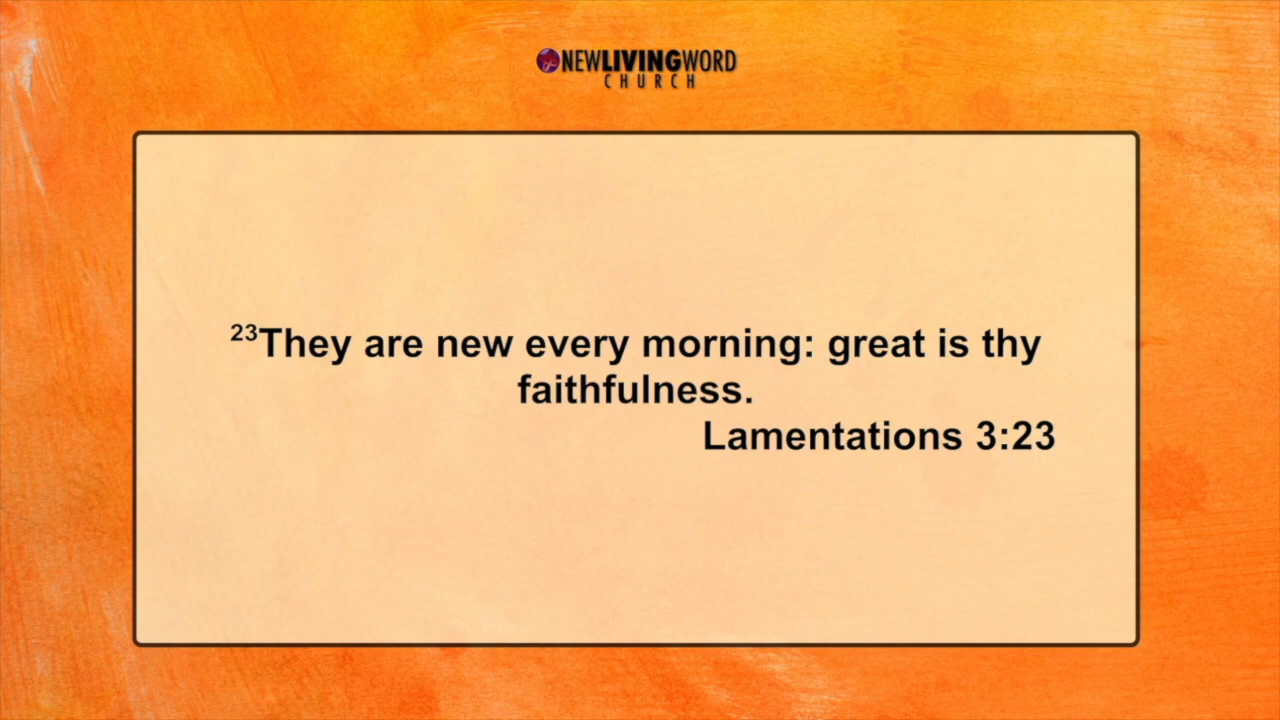 NEWLIVINGWORD
CHURCH
23They are new every morning: great is thy
faithfulness.
Lamentations 3:23